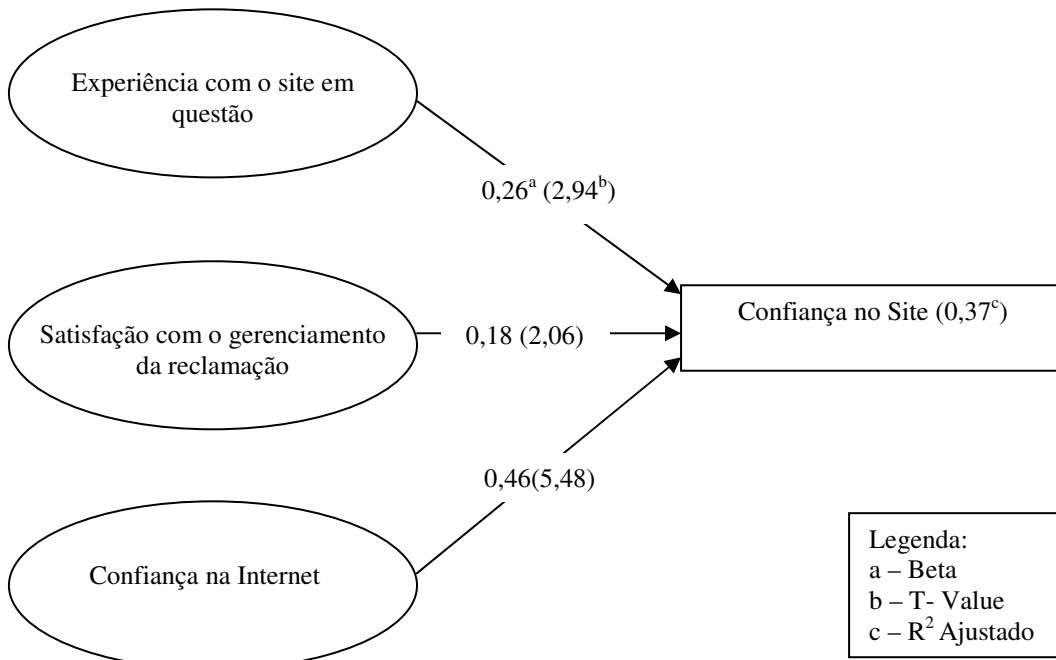 Experiência com o site em
questão
0,26ᵃ (2,94ᵇ)
Satisfação com o gerenciamento
da reclamação
0,18 (2,06)
Confiança no Site (0,37ᶜ)
0,46(5,48)
Confiança na Internet
Legenda:
a – Beta
b – T- Value
c – R² Ajustado